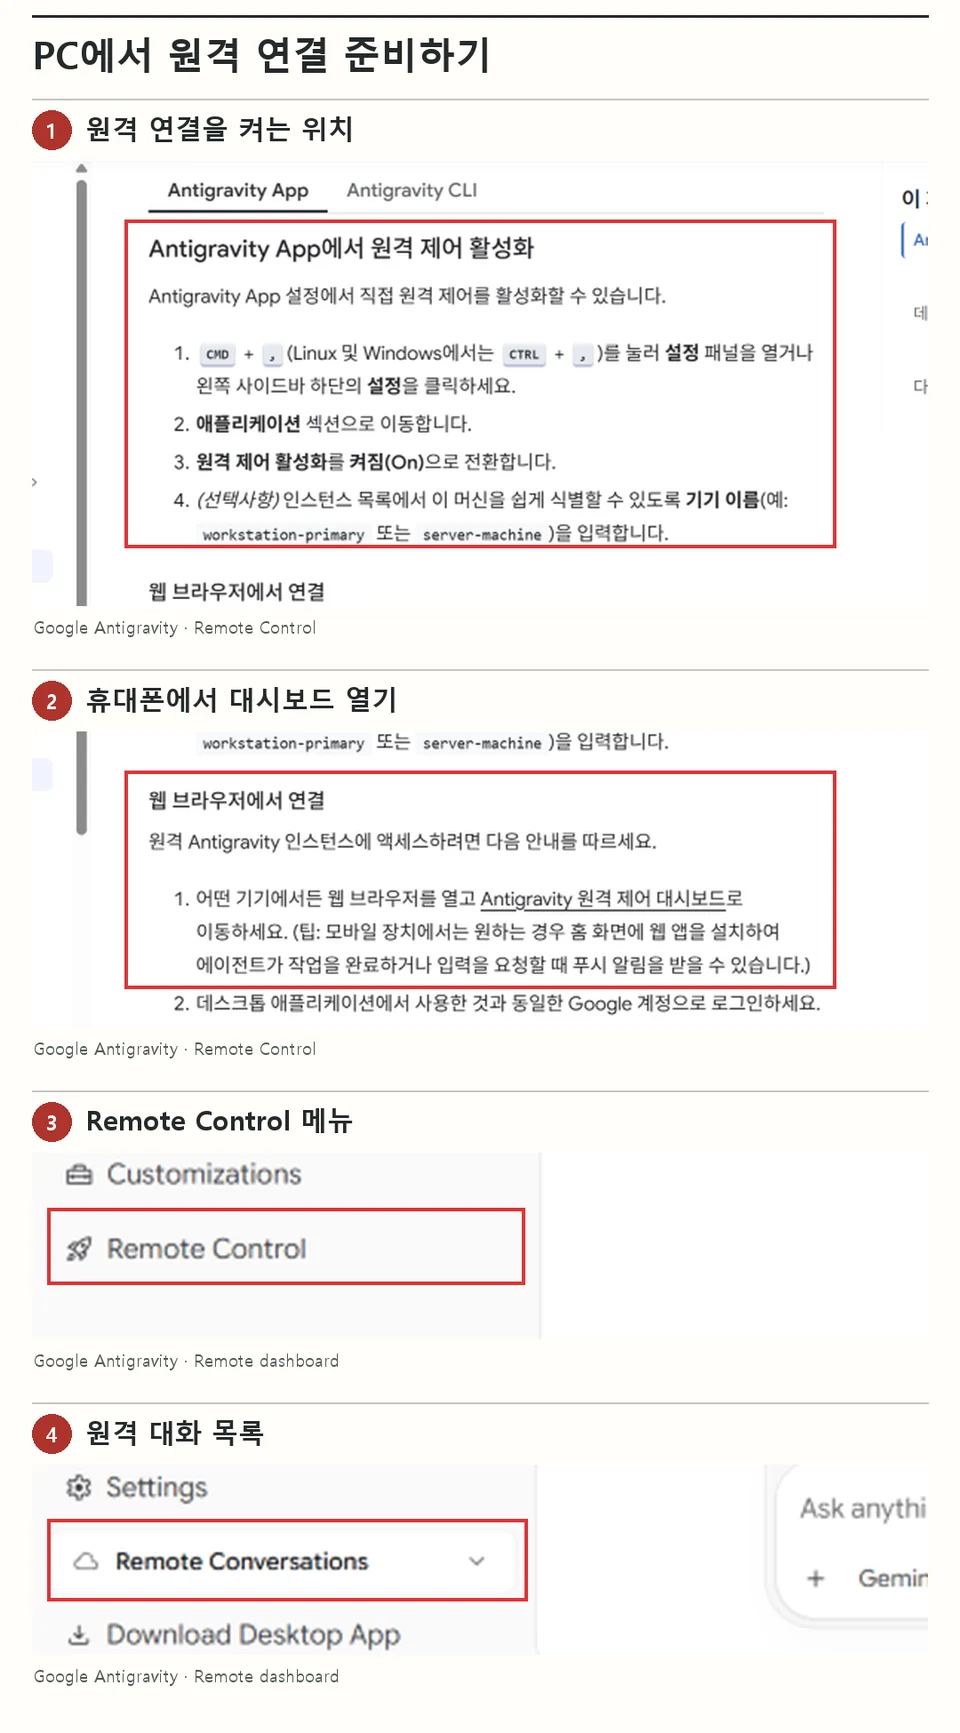 PC에서 원격 연결 준비하기
1 원격 연결을 켜는 위치
Antigravity App Antigravity CLI
Antigravity App에서 원격 제어 활성화
Antigravity App 설정에서 직접 원격 제어를 활성화할 수 있습니다.
1. CMD + , (Linux 및 Windows에서는 CTRL + , )를 눌러 설정 패널을 열거나
왼쪽 사이드바 하단의 설정을 클릭하세요.
2. 애플리케이션 섹션으로 이동합니다.
3. 원격 제어 활성화를 켜짐(On)으로 전환합니다.
4. (선택사항) 인스턴스 목록에서 이 머신을 쉽게 식별할 수 있도록 기기 이름(예:
workstation-primary 또는 server-machine )을 입력합니다.
웹 브라우저에서 연결
이
데
다
Google Antigravity · Remote Control
2 휴대폰에서 대시보드 열기
workstation-primary 또는 server-machine )을 입력합니다.
웹 브라우저에서 연결
원격 Antigravity 인스턴스에 액세스하려면 다음 안내를 따르세요.
1. 어떤 기기에서든 웹 브라우저를 열고 Antigravity 원격 제어 대시보드로
이동하세요. (팁: 모바일 장치에서는 원하는 경우 홈 화면에 웹 앱을 설치하여
에이전트가 작업을 완료하거나 입력을 요청할 때 푸시 알림을 받을 수 있습니다.)
2. 데스크톱 애플리케이션에서 사용한 것과 동일한 Google 계정으로 로그인하세요.
Google Antigravity · Remote Control
3 Remote Control 메뉴
Customizations
Remote Control
Google Antigravity · Remote dashboard
4 원격 대화 목록
Settings
Remote Conversations
Download Desktop App
Ask anythi
+ Gemin
Google Antigravity · Remote dashboard